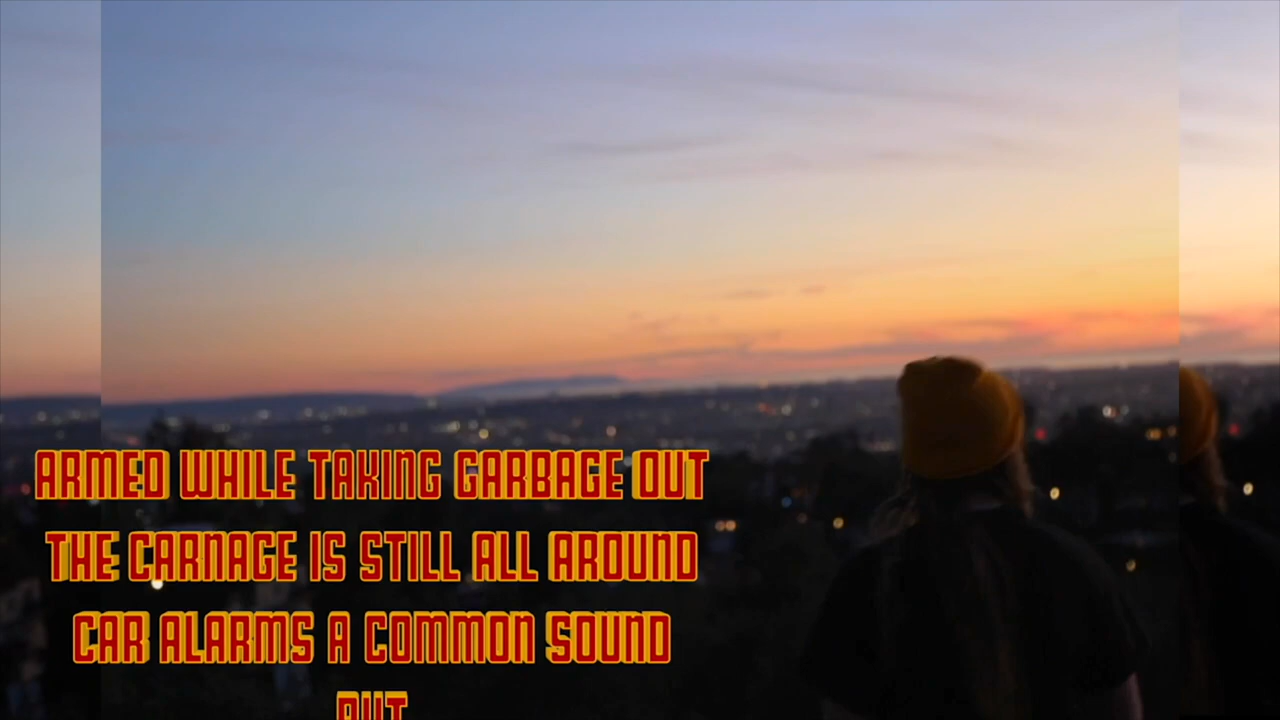 ARMED WHILE TAKING GARBAGE OUT
THE CARNAGE IS STILL ALL AROUND
CAR ALARMS A COMMON SOUND